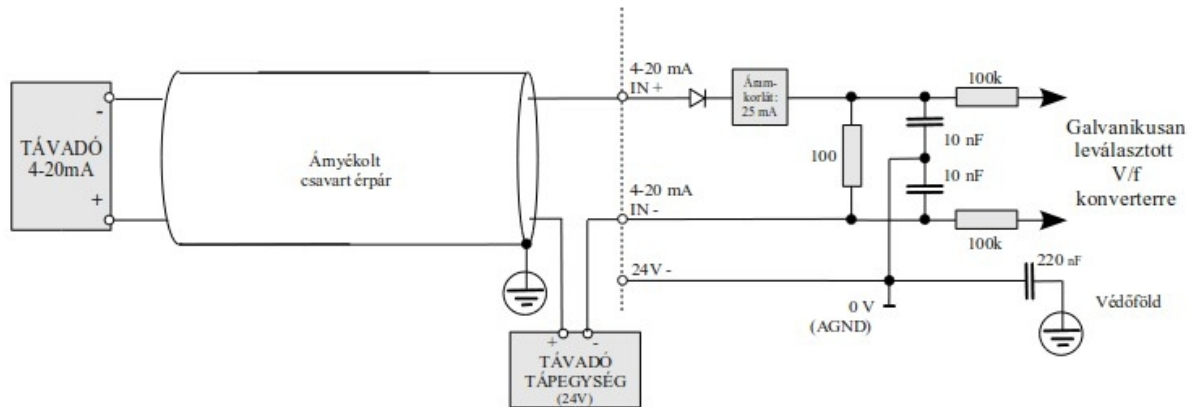 -
TÁVADÓ
4-20mA
+
Árnyékolt
csavart érpár
+ -
TÁVADÓ
TÁPEGYSÉG
(24V)
4-20 mA
IN +
Áram-
korlát:
25 mA
100
4-20 mA
IN -
24V -
0 V
(AGND)
10 nF
10 nF
100k
100k
220 nF
Galvanikusan
leválasztott
V/f
konverterre
Védőföld